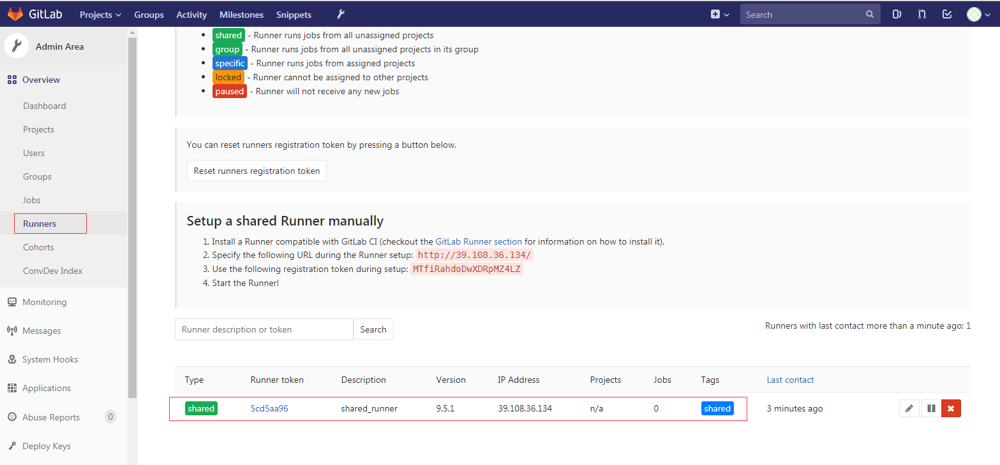 GitLab Projects Groups Activity Milestones Snippets Search
Admin Area
Overview
Dashboard
Projects
Users
Groups
Jobs
Runners
Cohorts
ConvDev Index
Monitoring
Messages
System Hooks
Applications
Abuse Reports 0
Deploy Keys
shared - Runner runs jobs from all unassigned projects
group - Runner runs jobs from all unassigned projects in its group
specific - Runner runs jobs from assigned projects
locked - Runner cannot be assigned to other projects
paused - Runner will not receive any new jobs
You can reset runners registration token by pressing a button below.
Reset runners registration token
Setup a shared Runner manually
1. Install a Runner compatible with GitLab CI (checkout the GitLab Runner section for information on how to install it).
2. Specify the following URL during the Runner setup: http://39.108.36.134/
3. Use the following registration token during setup: MTfiRahdoDwXDRpMZ4LZ
4. Start the Runner!
Runner description or token Search
Runners with last contact more than a minute ago: 1
Type Runner token Description Version IP Address Projects Jobs Tags Last contact
shared 5cd5aa96 shared_runner 9.5.1 39.108.36.134 n/a 0 shared 3 minutes ago